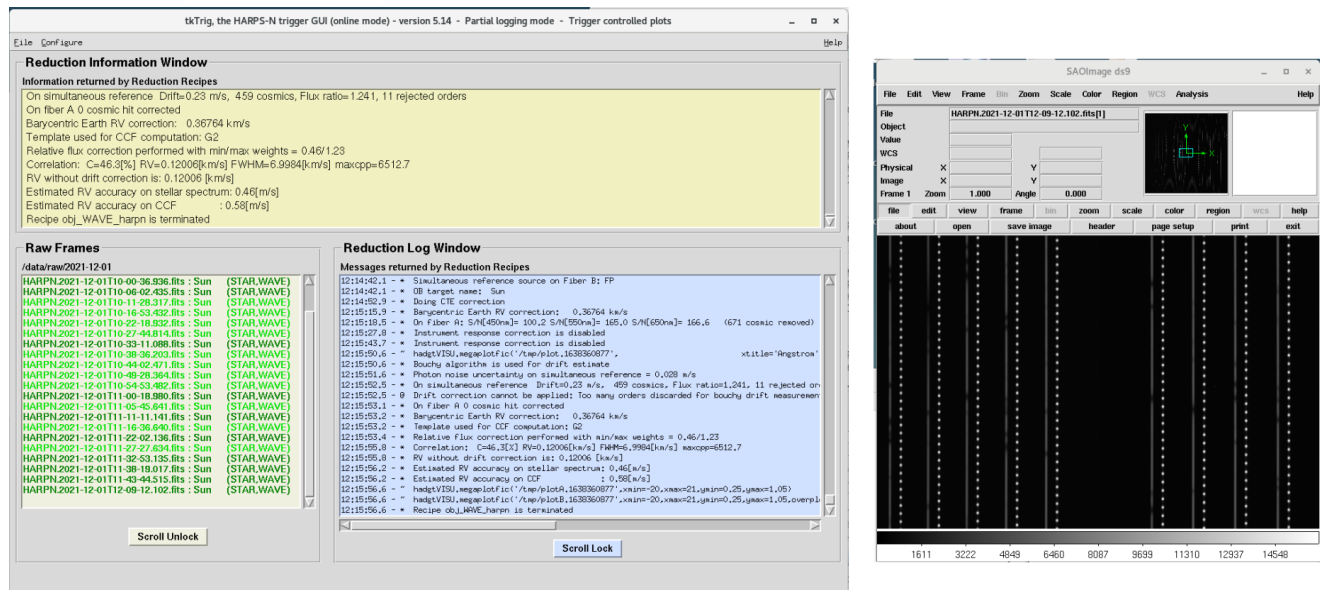 tkTrig, the HARPS-N trigger GUI (online mode) - version 5.14 - Partial logging mode - Trigger controlled plots
File Configure Help
Reduction Information Window
Information returned by Reduction Recipes
On simultaneous reference Drift=0.23 m/s, 459 cosmics, Flux ratio=1.241, 11 rejected orders
On fiber A 0 cosmic hit corrected
Barycentric Earth RV correction: 0.36764 km/s
Template used for CCF computation: G2
Relative flux correction performed with min/max weights = 0.46/1.23
Correlation: C=46.3[%] RV=0.12006[km/s] FWHM=6.9984[km/s] maxcpp=6512.7
RV without drift correction is: 0.12006 [km/s]
Estimated RV accuracy on stellar spectrum: 0.46[m/s]
Estimated RV accuracy on CCF : 0.58[m/s]
Recipe obj_WAVE_harpn is terminated
Raw Frames
/data/raw/2021-12-01
HARPN.2021-12-01T10-00-36.936.fits : Sun (STAR,WAVE)
HARPN.2021-12-01T10-06-02.435.fits : Sun (STAR,WAVE)
HARPN.2021-12-01T10-11-28.317.fits : Sun (STAR,WAVE)
HARPN.2021-12-01T10-16-53.432.fits : Sun (STAR,WAVE)
HARPN.2021-12-01T10-22-18.932.fits : Sun (STAR,WAVE)
HARPN.2021-12-01T10-27-44.814.fits : Sun (STAR,WAVE)
HARPN.2021-12-01T10-33-11.088.fits : Sun (STAR,WAVE)
HARPN.2021-12-01T10-38-36.203.fits : Sun (STAR,WAVE)
HARPN.2021-12-01T10-44-02.471.fits : Sun (STAR,WAVE)
HARPN.2021-12-01T10-49-28.364.fits : Sun (STAR,WAVE)
HARPN.2021-12-01T10-54-53.482.fits : Sun (STAR,WAVE)
HARPN.2021-12-01T11-00-18.980.fits : Sun (STAR,WAVE)
HARPN.2021-12-01T11-05-45.641.fits : Sun (STAR,WAVE)
HARPN.2021-12-01T11-11-11.141.fits : Sun (STAR,WAVE)
HARPN.2021-12-01T11-16-36.640.fits : Sun (STAR,WAVE)
HARPN.2021-12-01T11-22-02.136.fits : Sun (STAR,WAVE)
HARPN.2021-12-01T11-27-27.634.fits : Sun (STAR,WAVE)
HARPN.2021-12-01T11-32-53.135.fits : Sun (STAR,WAVE)
HARPN.2021-12-01T11-38-19.017.fits : Sun (STAR,WAVE)
HARPN.2021-12-01T11-43-44.515.fits : Sun (STAR,WAVE)
HARPN.2021-12-01T12-09-12.102.fits : Sun (STAR,WAVE)
Scroll Unlock
Reduction Log Window
Messages returned by Reduction Recipes
12:14:42.1 - * Simultaneous reference source on Fiber B: FP
12:14:42.1 - * OB target name: Sun
12:14:52.9 - * Doing CTE correction
12:15:15.9 - * Barycentric Earth RV correction: 0.36764 km/s
12:15:18.5 - * On fiber A: S/N[450nm]= 100.2 S/N[550nm]= 165.0 S/N[650nm]= 166.6 (671 cosmic removed)
12:15:27.8 - * Instrument response correction is disabled
12:15:43.7 - * Instrument response correction is disabled
12:15:50.6 - ~ hadgtVISU.megaplotfic('/tmp/plot.1638360877', xtitle='Angstrom'
12:15:50.6 - * Bouchy algorithm is used for drift estimate
12:15:51.6 - * Photon noise uncertainty on simultaneous reference = 0.028 m/s
12:15:52.5 - * On simultaneous reference Drift=0.23 m/s, 459 cosmics, Flux ratio=1.241, 11 rejected or
12:15:52.5 - @ Drift correction cannot be applied: Too many orders discarded for bouchy drift measuremen
12:15:53.1 - * On fiber A 0 cosmic hit corrected
12:15:53.2 - * Barycentric Earth RV correction: 0.36764 km/s
12:15:53.2 - * Template used for CCF computation: G2
12:15:53.4 - * Relative flux correction performed with min/max weights = 0.46/1.23
12:15:55.8 - * Correlation: C=46.3[%] RV=0.12006[km/s] FWHM=6.9984[km/s] maxcpp=6512.7
12:15:55.8 - * RV without drift correction is: 0.12006 [km/s]
12:15:56.2 - * Estimated RV accuracy on stellar spectrum: 0.46[m/s]
12:15:56.2 - * Estimated RV accuracy on CCF : 0.58[m/s]
12:15:56.6 - ~ hadgtVISU.megaplotfic('/tmp/plotA.1638360877',xmin=-20,xmax=21,ymin=0.25,ymax=1.05)
12:15:56.6 - ~ hadgtVISU.megaplotfic('/tmp/plotB.1638360877',xmin=-20,xmax=21,ymin=0.25,ymax=1.05,overpl
12:15:56.6 - * Recipe obj_WAVE_harpn is terminated
Scroll Lock
SAOImage ds9
File Edit View Frame Bin Zoom Scale Color Region WCS Analysis Help
File HARPN.2021-12-01T12-09-12.102.fits[1]
Object
Value
WCS
Physical X Y
Image X Y
Frame 1 Zoom 1.000 Angle 0.000
Y
X
file edit view frame bin zoom scale color region wcs help
about open save image header page setup print exit
1611 3222 4849 6460 8087 9699 11310 12937 14548